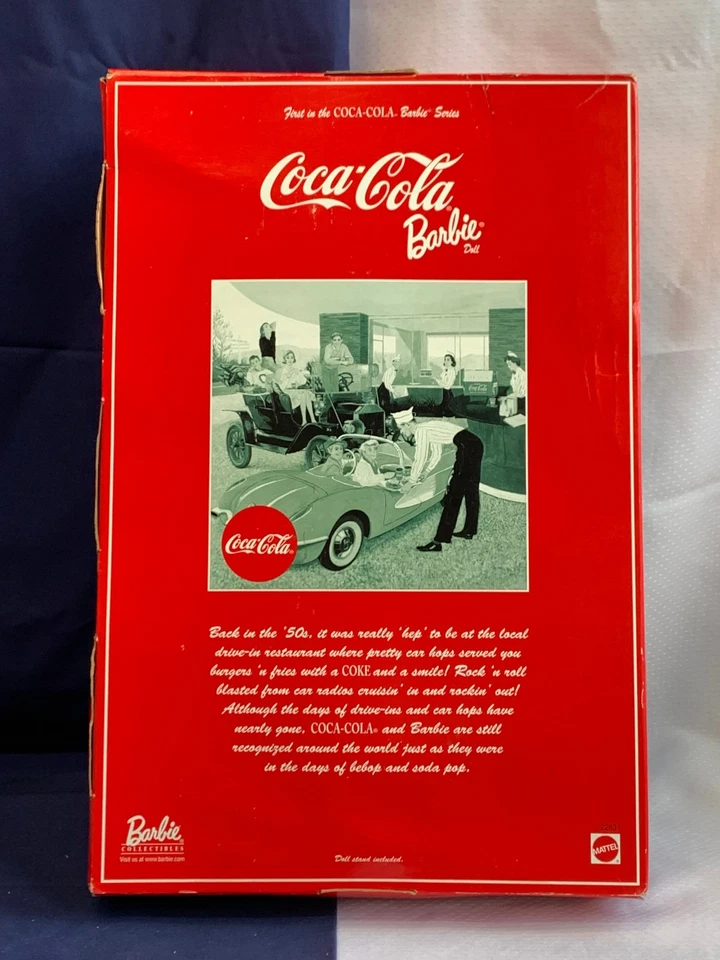 First in the COCA-COLA® Barbie™ Series
Coca-Cola®
Barbie®
Doll
Coca-Cola
Coca-Cola®
Back in the '50s, it was really 'hep' to be at the local
drive-in restaurant where pretty car hops served you
burgers 'n fries with a COKE and a smile! Rock 'n roll
blasted from car radios cruisin' in and rockin' out!
Although the days of drive-ins and car hops have
nearly gone, COCA-COLA® and Barbie are still
recognized around the world just as they were
in the days of bebop and soda pop.
Barbie
COLLECTIBLES
Visit us at www.barbie.com
Doll stand included.
MATTEL